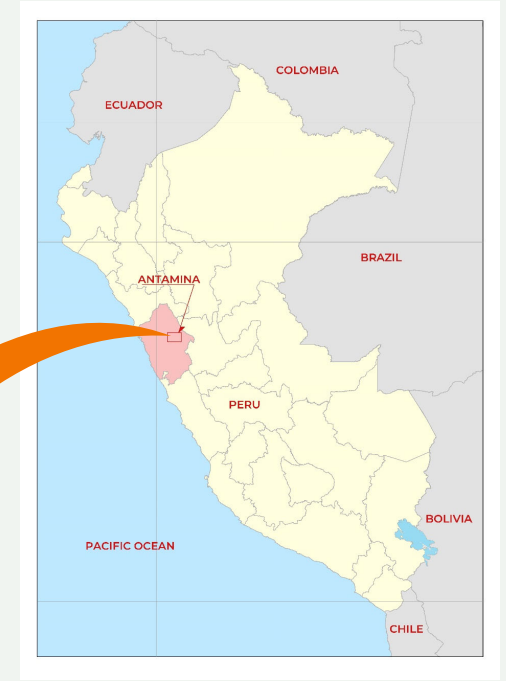 COLOMBIA
ECUADOR
BRAZIL
ANTAMINA
PERU
BOLIVIA
PACIFIC OCEAN
CHILE